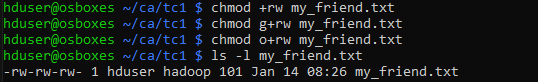 hduser@osboxes ~/ca/tc1 $ chmod +rw my_friend.txt
hduser@osboxes ~/ca/tc1 $ chmod g+rw my_friend.txt
hduser@osboxes ~/ca/tc1 $ chmod o+rw my_friend.txt
hduser@osboxes ~/ca/tc1 $ ls -l my_friend.txt
-rw-rw-rw- 1 hduser hadoop 101 Jan 14 08:26 my_friend.txt